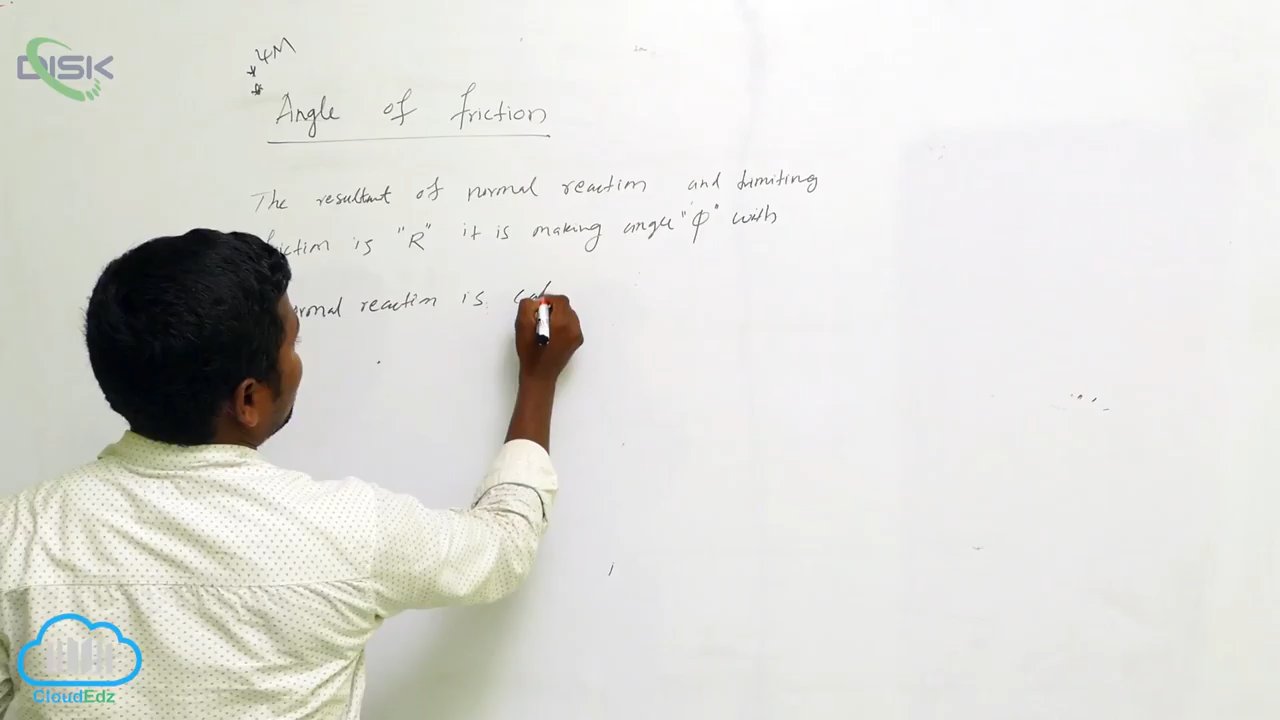 DISK
4M
Angle of friction
The resultant of normal reaction and limiting
friction is "R" it is making angle "φ" with
normal reaction is cal
CloudEdz